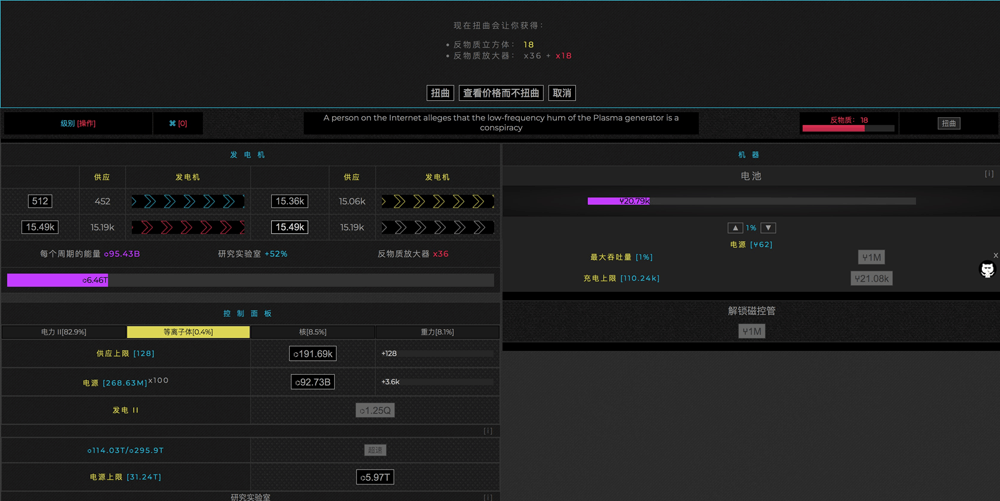 现在扭曲会让你获得：
• 反物质立方体： 18
• 反物质放大器： x36 + x18
扭曲 查看价格而不扭曲 取消
级别 [操作] ⌘ [0] A person on the Internet alleges that the low-frequency hum of the Plasma generator is a conspiracy 反物质： 18 扭曲
发电机
供应 发电机 供应 发电机
512 452 15.36k 15.06k
15.49k 15.19k 15.49k 15.19k
每个周期的能量 ○95.43B 研究实验室 +52% 反物质放大器 x36
○6.46T
控制面板
电力 II[82.9%] 等离子体[0.4%] 核[8.5%] 重力[8.1%]
供应上限 [128] ○191.69k +128
电源 [268.63M]x100 ○92.73B +3.6k
发电 II ○1.25Q
[i]
○114.03T/○295.9T 超速
电源上限 [31.24T] ○5.97T
研究实验室 [i]
机器
电池 [i]
Ɏ20.79k
▲ 1% ▼
电源 [Ɏ62]
最大吞吐量 [1%] Ɏ1M
充电上限 [110.24k] Ɏ21.08k
x
解锁磁控管
Ɏ1M